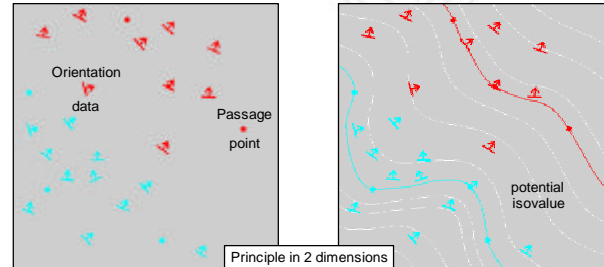 Orientation
data
Passage
point
potential
isovalue
Principle in 2 dimensions